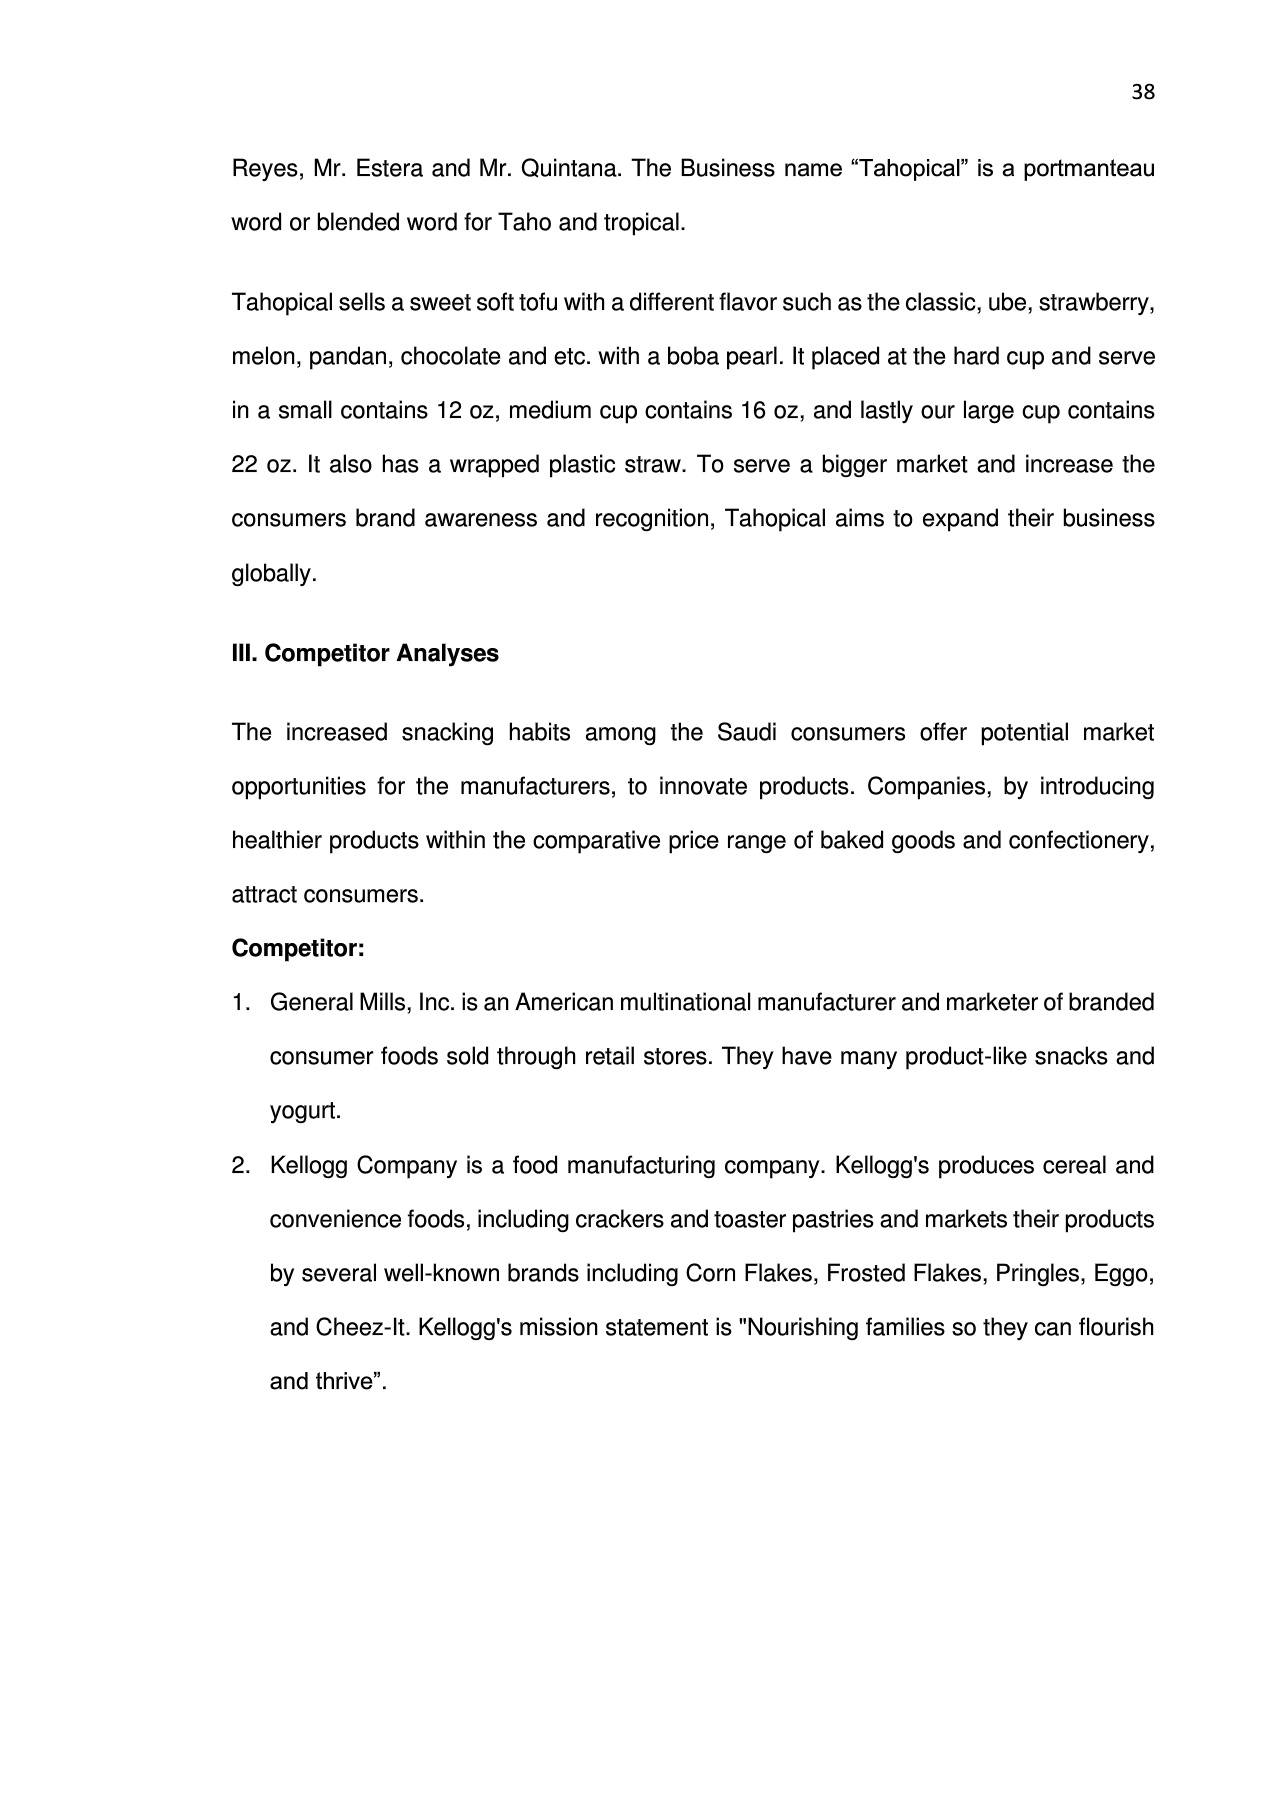 38
Reyes, Mr. Estera and Mr. Quintana. The Business name “Tahopical” is a portmanteau
word or blended word for Taho and tropical.
Tahopical sells a sweet soft tofu with a different flavor such as the classic, ube, strawberry,
melon, pandan, chocolate and etc. with a boba pearl. It placed at the hard cup and serve
in a small contains 12 oz, medium cup contains 16 oz, and lastly our large cup contains
22 oz. It also has a wrapped plastic straw. To serve a bigger market and increase the
consumers brand awareness and recognition, Tahopical aims to expand their business
globally.
III. Competitor Analyses
The increased snacking habits among the Saudi consumers offer potential market
opportunities for the manufacturers, to innovate products. Companies, by introducing
healthier products within the comparative price range of baked goods and confectionery,
attract consumers.
Competitor:
1. General Mills, Inc. is an American multinational manufacturer and marketer of branded
consumer foods sold through retail stores. They have many product-like snacks and
yogurt.
2. Kellogg Company is a food manufacturing company. Kellogg's produces cereal and
convenience foods, including crackers and toaster pastries and markets their products
by several well-known brands including Corn Flakes, Frosted Flakes, Pringles, Eggo,
and Cheez-It. Kellogg's mission statement is "Nourishing families so they can flourish
and thrive”.